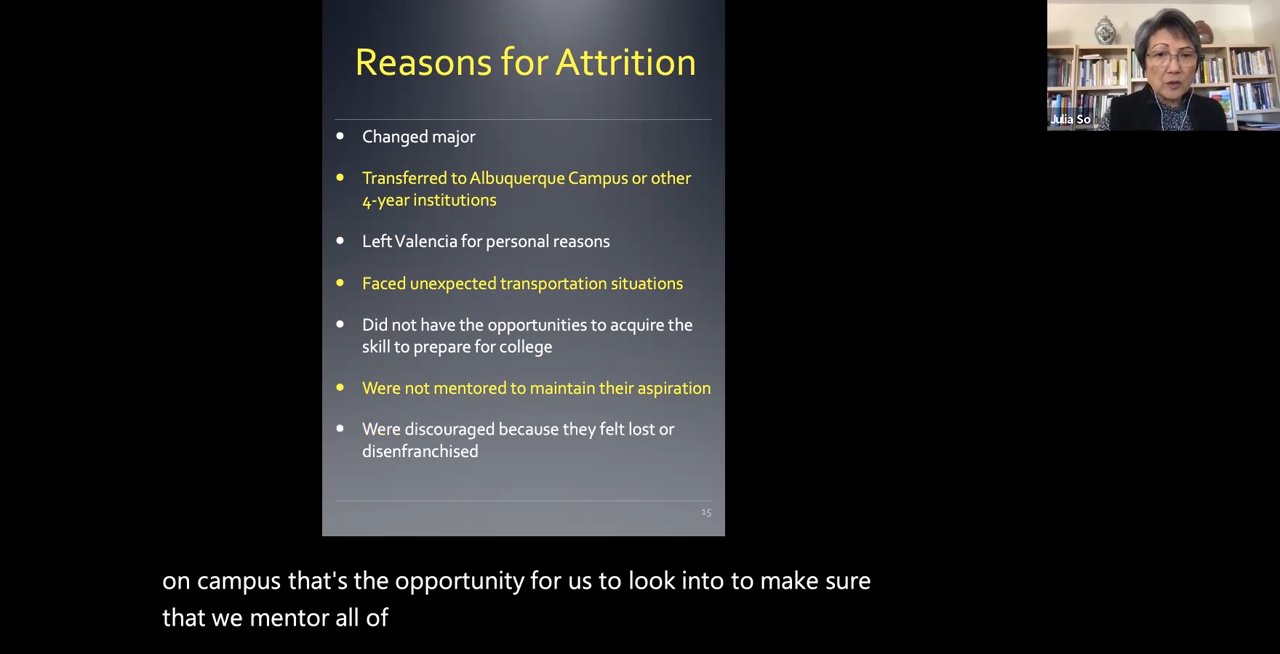 Reasons for Attrition
• Changed major
• Transferred to Albuquerque Campus or other
4-year institutions
• Left Valencia for personal reasons
• Faced unexpected transportation situations
• Did not have the opportunities to acquire the
skill to prepare for college
• Were not mentored to maintain their aspiration
• Were discouraged because they felt lost or
disenfranchised
15
Julia So
on campus that's the opportunity for us to look into to make sure
that we mentor all of